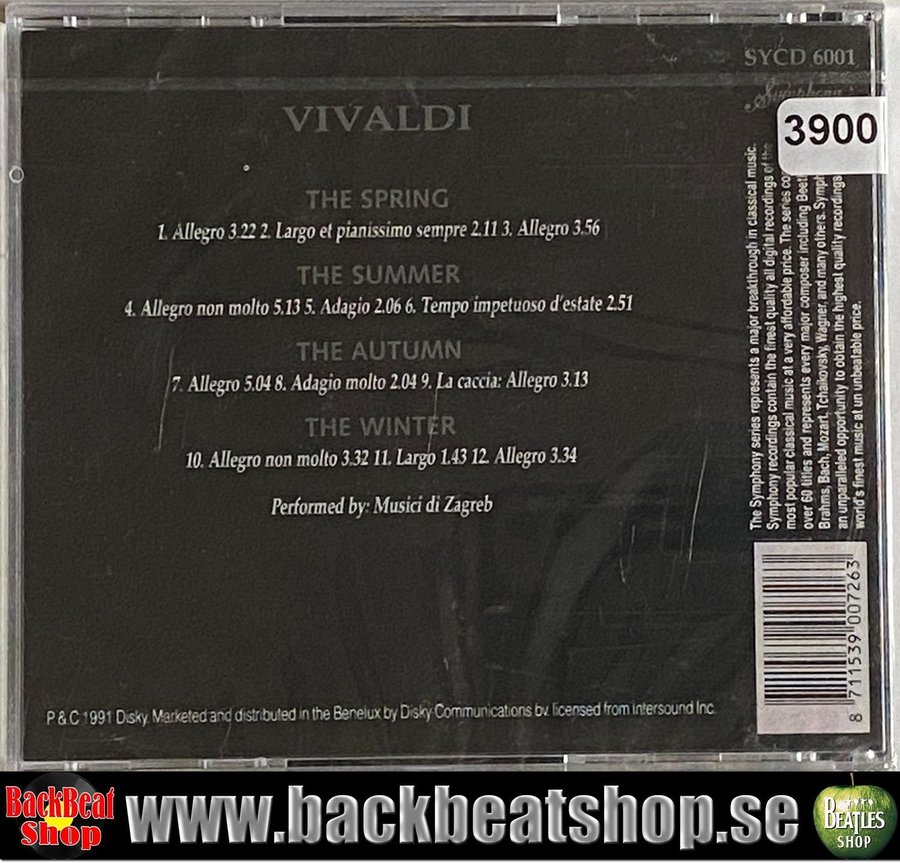 SYCD 6001
Symphony
3900
VIVALDI
THE SPRING
1. Allegro 3.22 2. Largo et pianissimo sempre 2.11 3. Allegro 3.56
THE SUMMER
4. Allegro non molto 5.13 5. Adagio 2.06 6. Tempo impetuoso d'estate 2.51
THE AUTUMN
7. Allegro 5.04 8. Adagio molto 2.04 9. La caccia: Allegro 3.13
THE WINTER
10. Allegro non molto 3.32 11. Largo 1.43 12. Allegro 3.34
Performed by: Musici di Zagreb
The Symphony series represents a major breakthrough in classical music.
Symphony recordings contain the finest quality all digital recordings of the
most popular classical music at a very affordable price. The series co
over 60 titles and represents every major composer including Beet
Brahms, Bach, Mozart, Tchaikovsky, Wagner, and many others. Symph
an unparalleled opportunity to obtain the highest quality recordings
world's finest music at un unbeatable price.
8 711539 007263
P & C 1991 Disky. Marketed and distributed in the Benelux by Disky Communications bv. licensed from Intersound Inc.
BackBeat
Shop
www.backbeatshop.se
BEATLES
SHOP